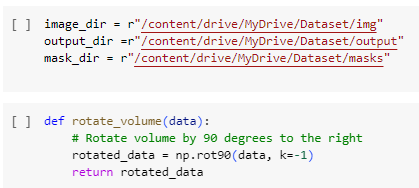 [ ] image_dir = r"/content/drive/MyDrive/Dataset/img"
output_dir =r"/content/drive/MyDrive/Dataset/output"
mask_dir = r"/content/drive/MyDrive/Dataset/masks"
[ ] def rotate_volume(data):
# Rotate volume by 90 degrees to the right
rotated_data = np.rot90(data, k=-1)
return rotated_data